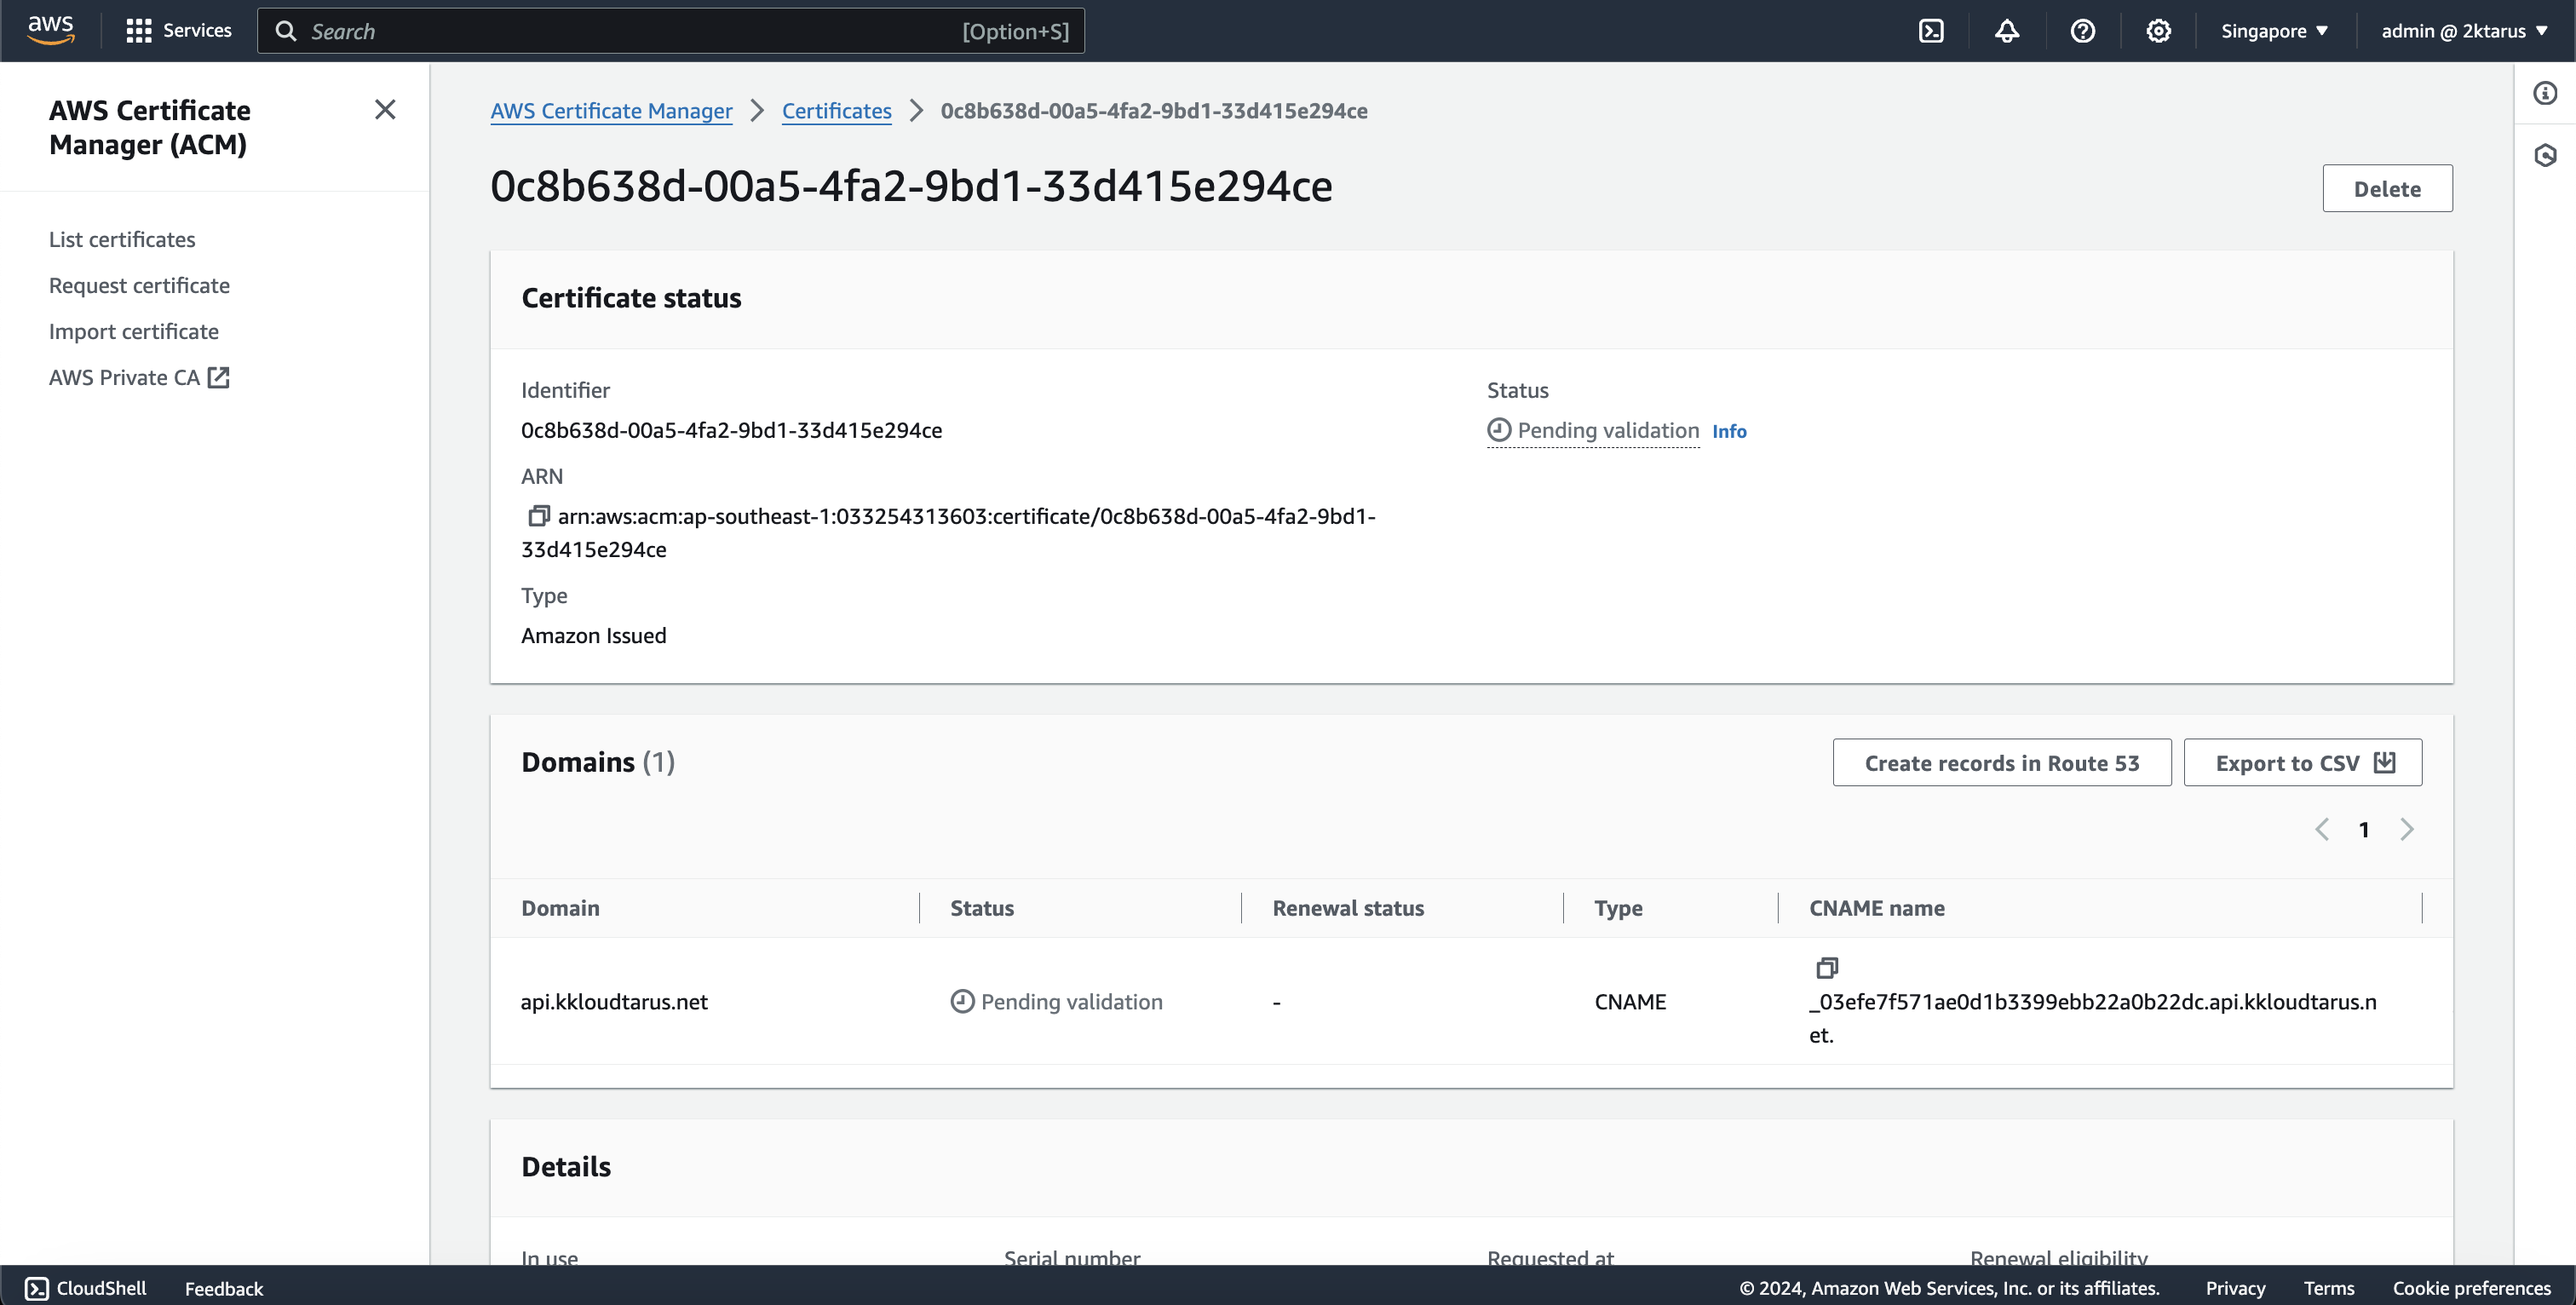 aws
Services
Search
[Option+S]
Singapore
admin @ 2ktarus
AWS Certificate
Manager (ACM)
List certificates
Request certificate
Import certificate
AWS Private CA
AWS Certificate Manager > Certificates > 0c8b638d-00a5-4fa2-9bd1-33d415e294ce
0c8b638d-00a5-4fa2-9bd1-33d415e294ce
Delete
Certificate status
Identifier
0c8b638d-00a5-4fa2-9bd1-33d415e294ce
ARN
arn:aws:acm:ap-southeast-1:033254313603:certificate/0c8b638d-00a5-4fa2-9bd1-
33d415e294ce
Type
Amazon Issued
Status
Pending validation Info
Domains (1)
Create records in Route 53
Export to CSV
1
Domain Status Renewal status Type CNAME name
api.kkloudtarus.net Pending validation - CNAME _03efe7f571ae0d1b3399ebb22a0b22dc.api.kkloudtarus.n
et.
Details
In use Serial number Requested at Renewal eligibility
CloudShell Feedback © 2024, Amazon Web Services, Inc. or its affiliates. Privacy Terms Cookie preferences